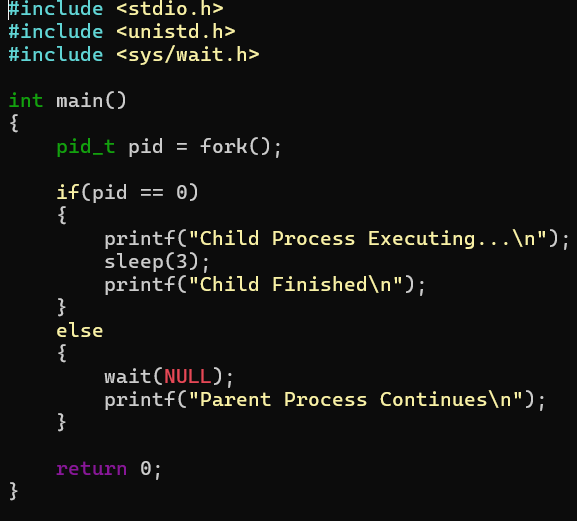 #include <stdio.h>
#include <unistd.h>
#include <sys/wait.h>

int main()
{
    pid_t pid = fork();

    if(pid == 0)
    {
        printf("Child Process Executing...\n");
        sleep(3);
        printf("Child Finished\n");
    }
    else
    {
        wait(NULL);
        printf("Parent Process Continues\n");
    }

    return 0;
}